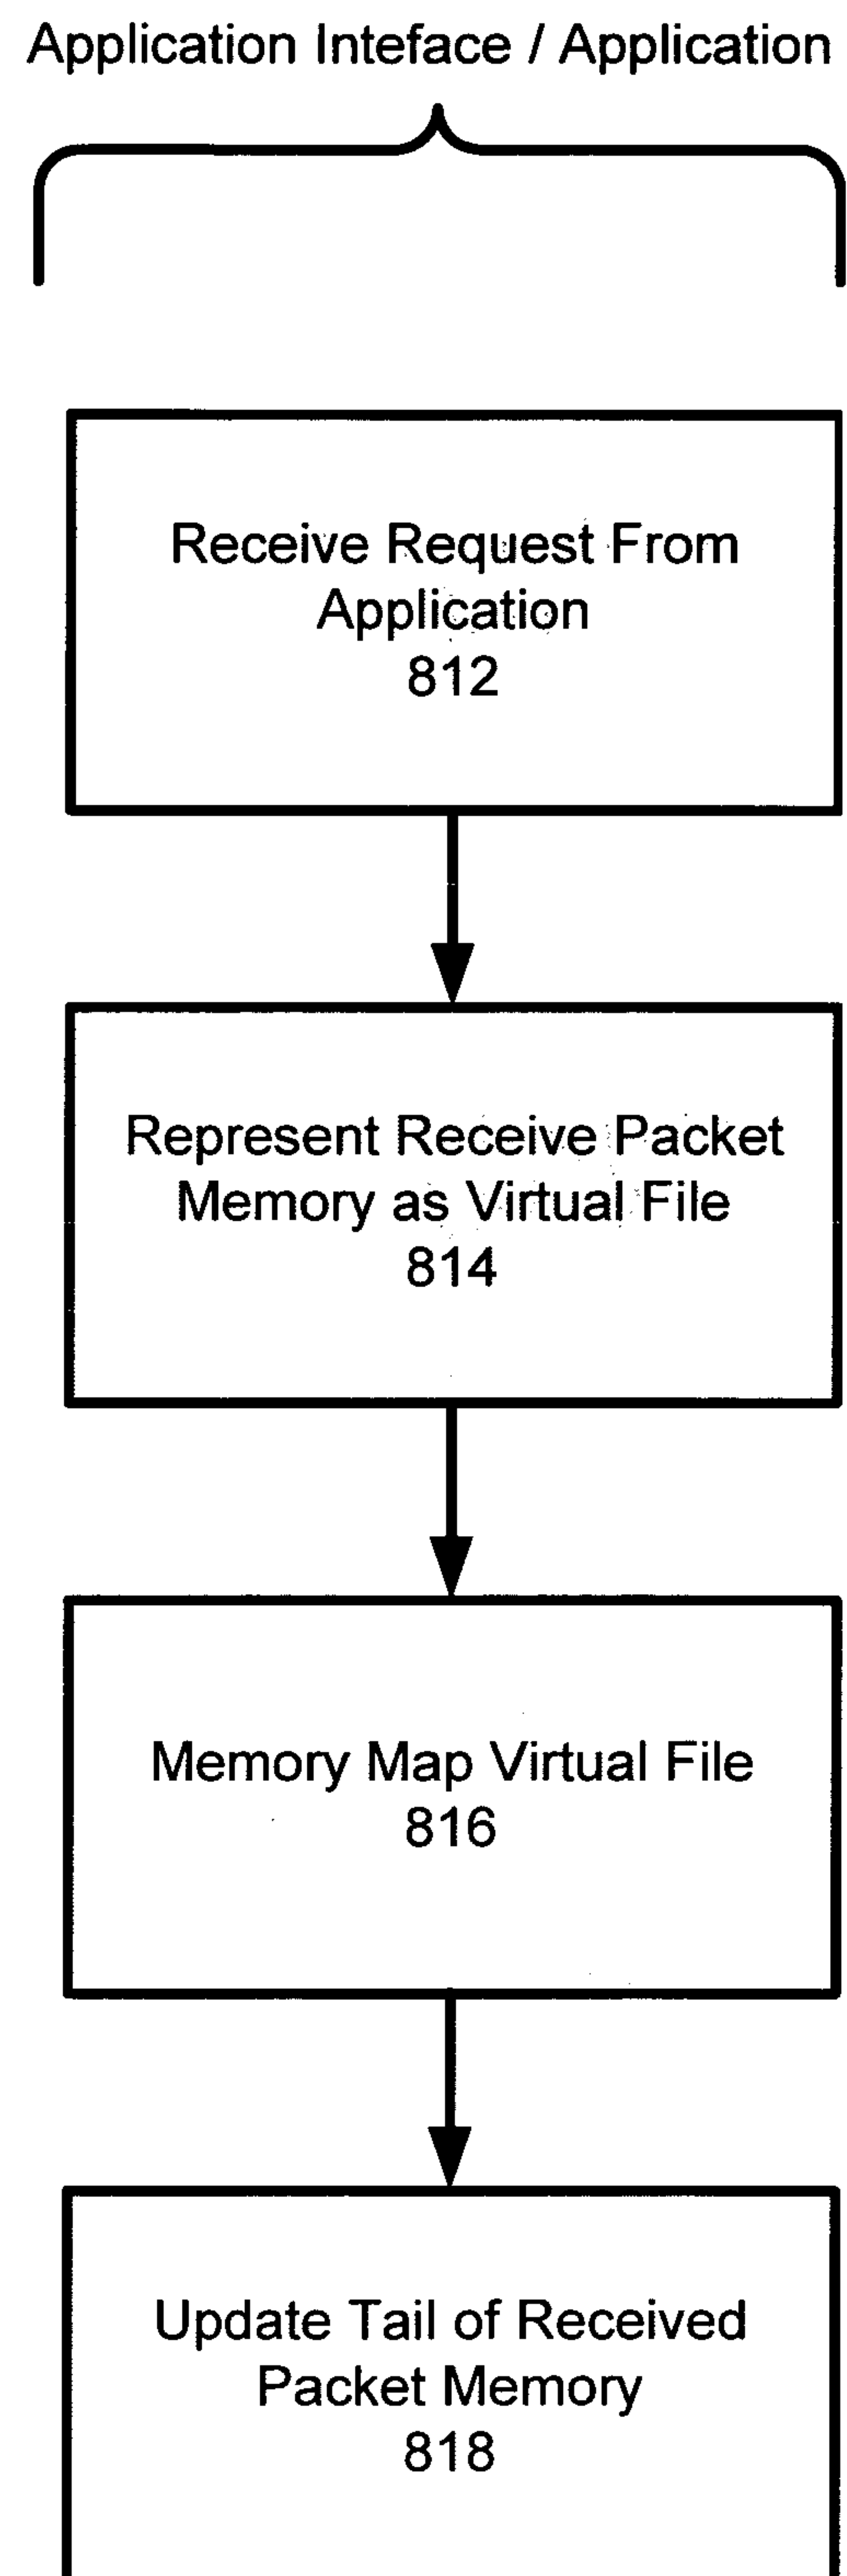 Application Inteface / Application
Receive Request From
Application
812
Represent Receive Packet
Memory as Virtual File
814
Memory Map Virtual File
816
Update Tail of Received
Packet Memory
818